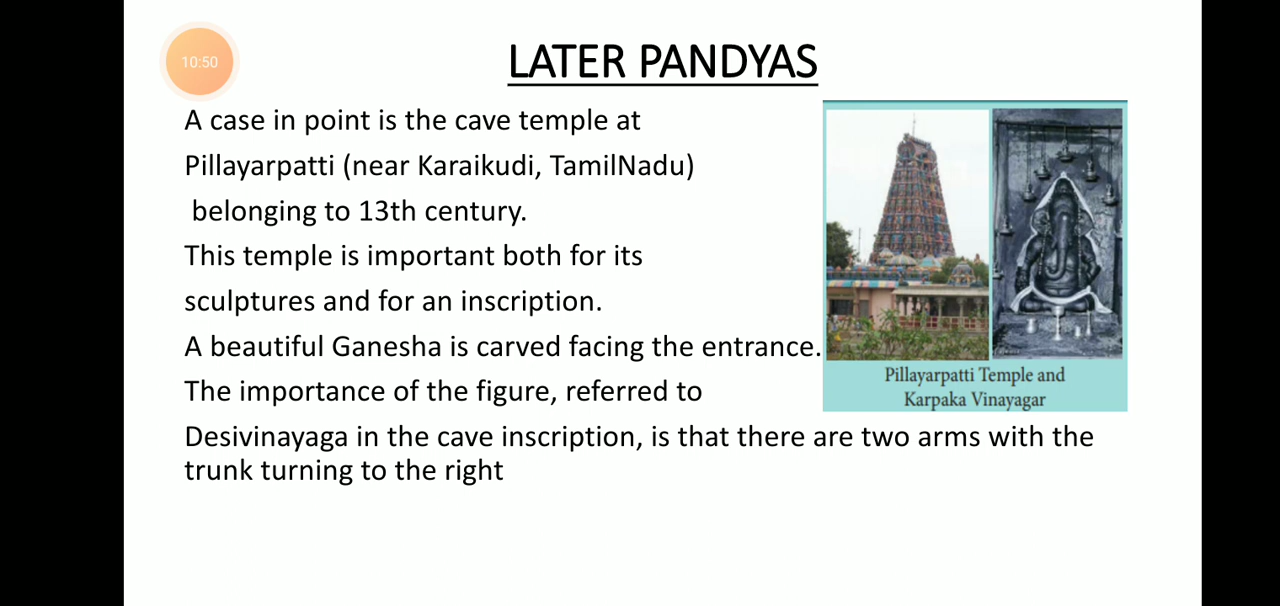 10:50
LATER PANDYAS
A case in point is the cave temple at
Pillayarpatti (near Karaikudi, TamilNadu)
belonging to 13th century.
This temple is important both for its
sculptures and for an inscription.
A beautiful Ganesha is carved facing the entrance.
The importance of the figure, referred to
Desivinayaga in the cave inscription, is that there are two arms with the
trunk turning to the right
Pillayarpatti Temple and
Karpaka Vinayagar